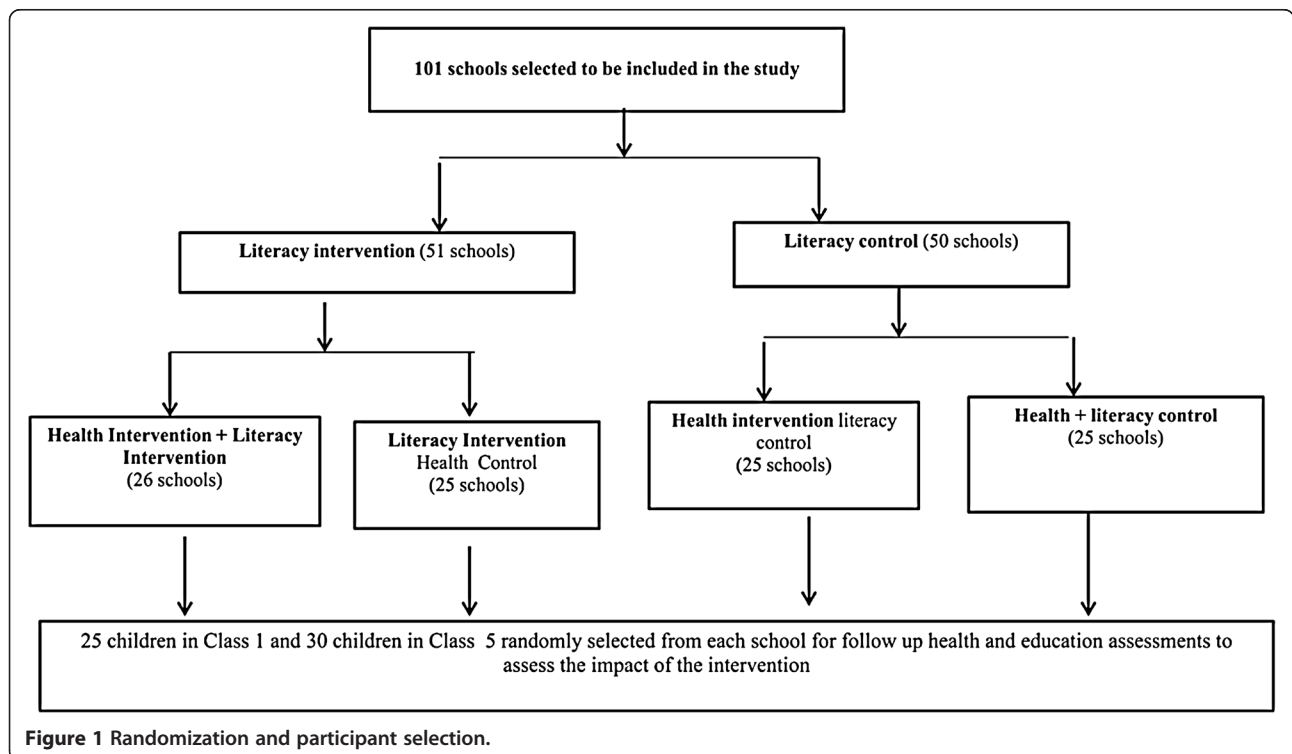 101 schools selected to be included in the study
Literacy intervention (51 schools)
Literacy control (50 schools)
Health Intervention + Literacy
Intervention
(26 schools)
Literacy Intervention
Health Control
(25 schools)
Health intervention literacy
control
(25 schools)
Health + literacy control
(25 schools)
25 children in Class 1 and 30 children in Class 5 randomly selected from each school for follow up health and education assessments to
assess the impact of the intervention
Figure 1 Randomization and participant selection.